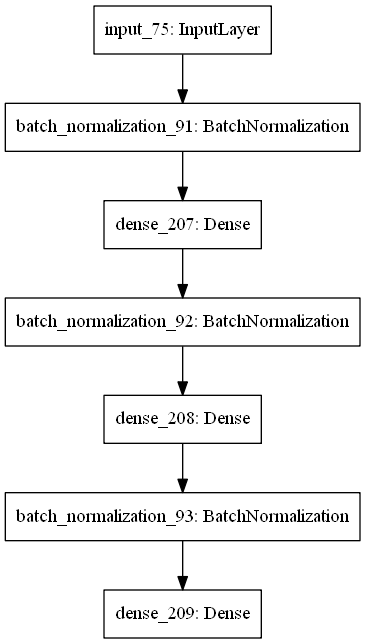 input_75: InputLayer
batch_normalization_91: BatchNormalization
dense_207: Dense
batch_normalization_92: BatchNormalization
dense_208: Dense
batch_normalization_93: BatchNormalization
dense_209: Dense